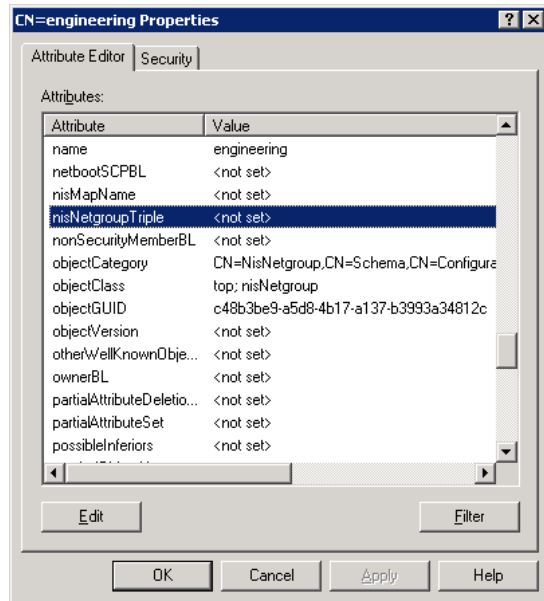 CN=engineering Properties
Attribute Editor Security
Attributes:
Attribute Value
name engineering
netbootSCPBL <not set>
nisMapName <not set>
nisNetgroupTriple <not set>
nonSecurityMemberBL <not set>
objectCategory CN=NisNetgroup,CN=Schema,CN=Configura
objectClass top; nisNetgroup
objectGUID c48b3be9-a5d8-4b17-a137-b3993a34812c
objectVersion <not set>
otherWellKnownObje... <not set>
ownerBL <not set>
partialAttributeDeletio... <not set>
partialAttributeSet <not set>
possibleInferiors <not set>
Edit Filter
OK Cancel Apply Help